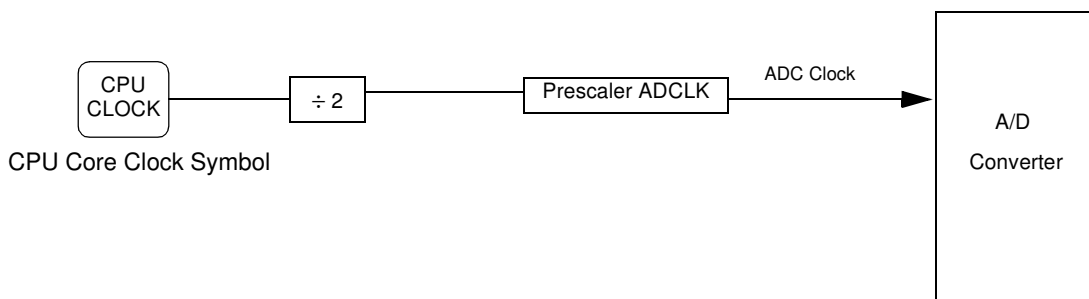 CPU
CLOCK
CPU Core Clock Symbol
÷ 2
Prescaler ADCLK
ADC Clock
A/D
Converter